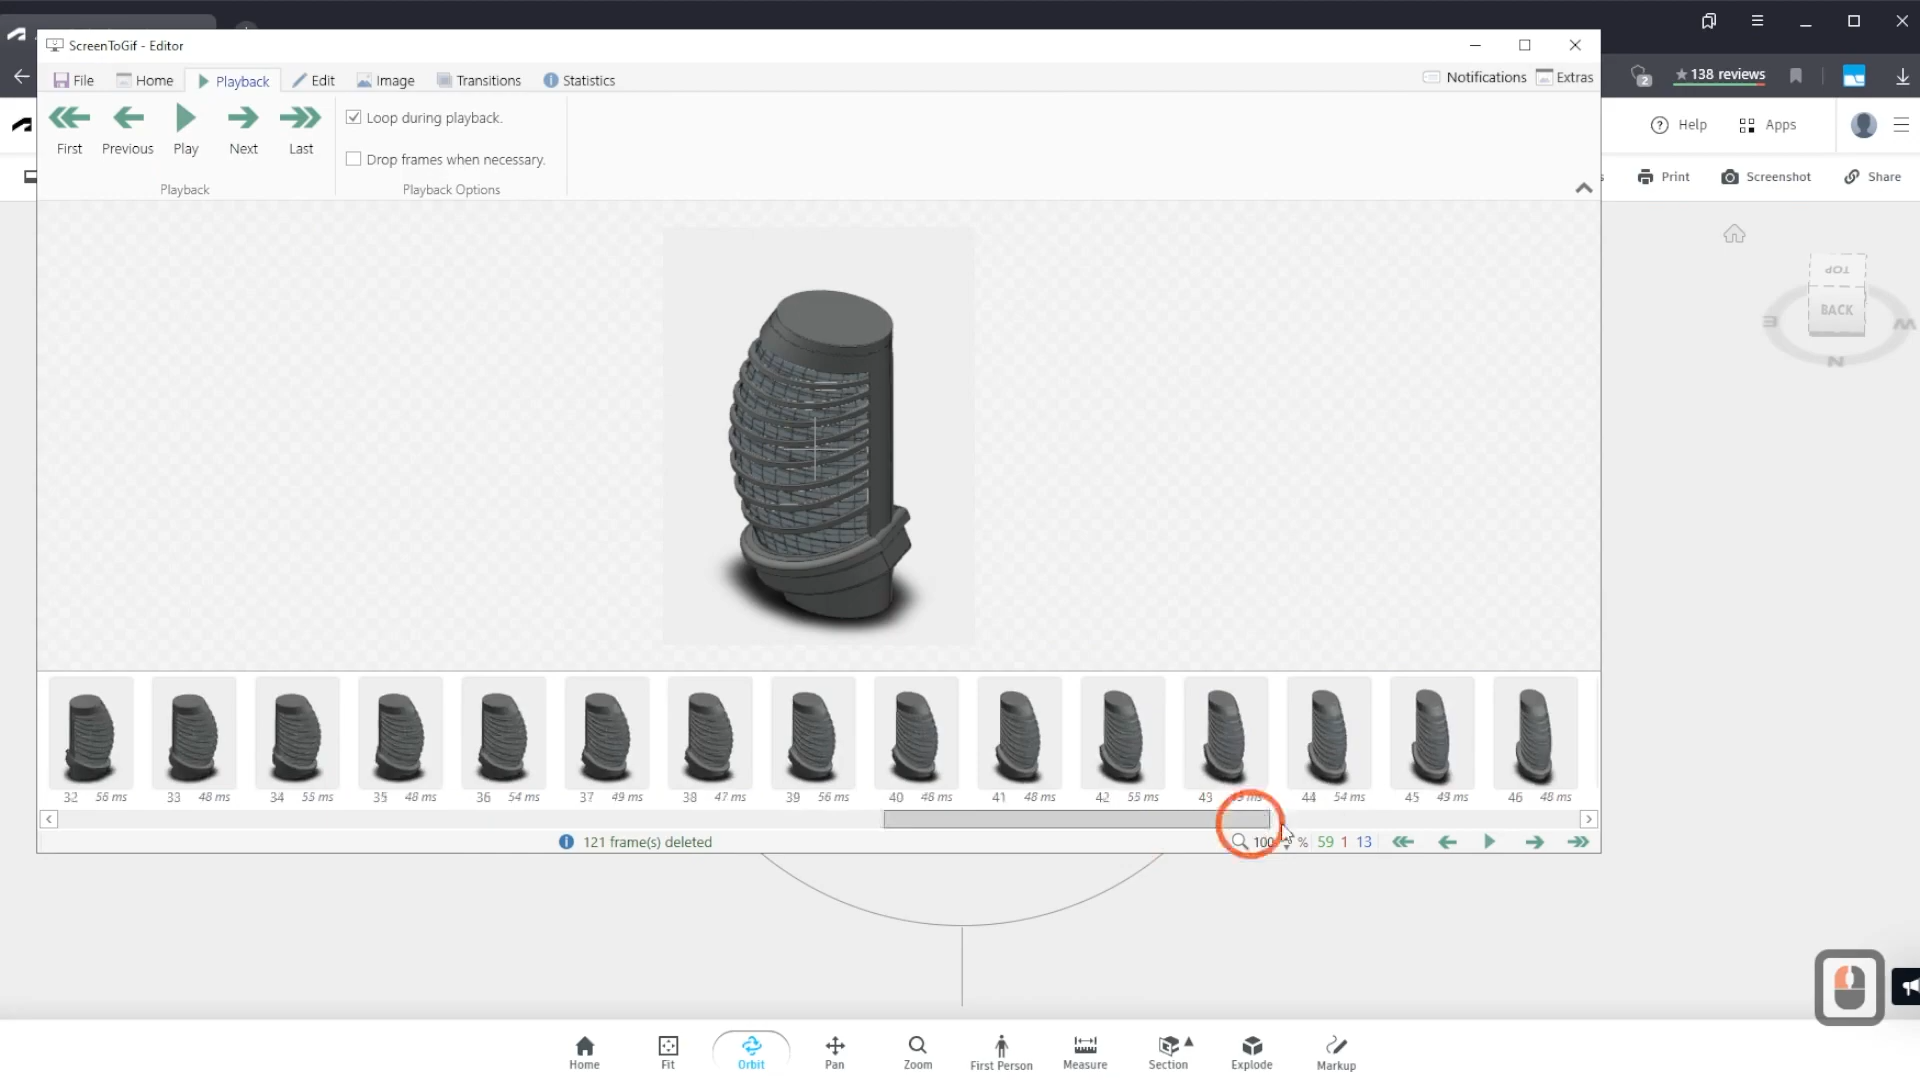 ScreenToGif - Editor
File Home Playback Edit Image Transitions Statistics
Notifications Extras
138 reviews
2
First Previous Play Next Last
Playback
Loop during playback.
Drop frames when necessary.
Playback Options
Help Apps
Print Screenshot Share
TOP
BACK
E W
N
32 56 ms 33 48 ms 34 55 ms 35 48 ms 36 54 ms 37 49 ms 38 47 ms 39 56 ms 40 48 ms 41 48 ms 42 55 ms 43 ms 44 54 ms 45 49 ms 46 48 ms
121 frame(s) deleted
100 % 59 1 13
Home Fit Orbit Pan Zoom First Person Measure Section Explode Markup